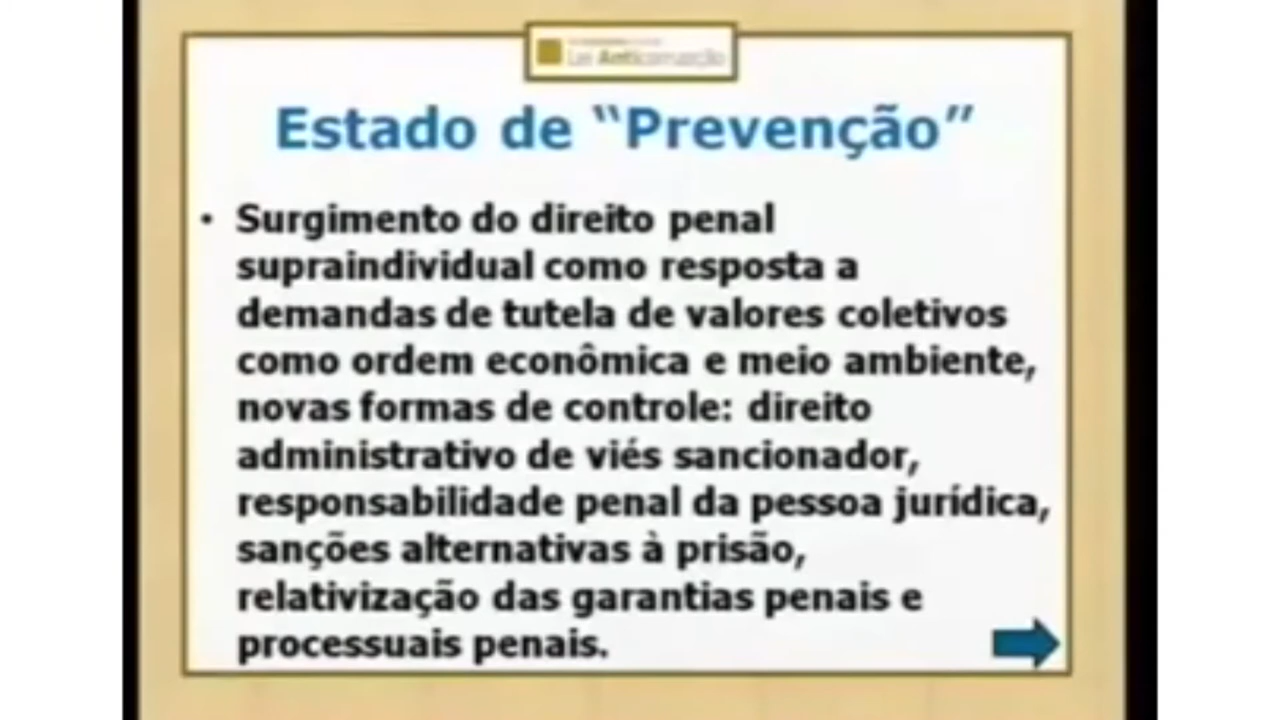 Lei Anticorrupção
Estado de “Prevenção”
• Surgimento do direito penal
supraindividual como resposta a
demandas de tutela de valores coletivos
como ordem econômica e meio ambiente,
novas formas de controle: direito
administrativo de viés sancionador,
responsabilidade penal da pessoa jurídica,
sanções alternativas à prisão,
relativização das garantias penais e
processuais penais.